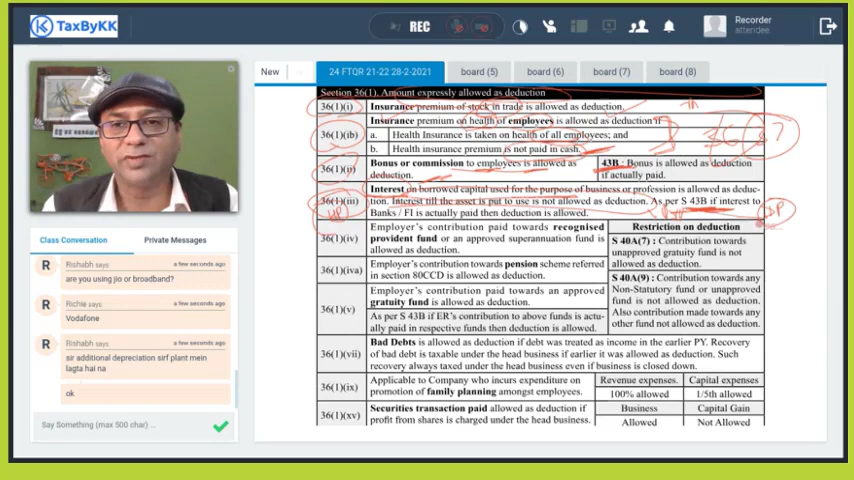 TaxByKK
REC
Recorder
attendee
New
24 FTQR 21-22 28-2-2021
board (5)
board (6)
board (7)
board (8)
Section 36(1). Amount expressly allowed as deduction
36(1)(i)
Insurance premium of stock in trade is allowed as deduction.
36(1)(ib)
Insurance premium on health of employees is allowed as deduction if
a. Health Insurance is taken on health of all employees; and
b. Health insurance premium is not paid in cash.
36(1)(ii)
Bonus or commission to employees is allowed as
deduction.
43B : Bonus is allowed as deduction
if actually paid.
36(1)(iii)
Interest on borrowed capital used for the purpose of business or profession is allowed as deduc-
tion. Interest till the asset is put to use is not allowed as deduction. As per S 43B if interest to
Banks / FI is actually paid then deduction is allowed.
36(1)(iv)
Employer's contribution paid towards recognised
provident fund or an approved superannuation fund is
allowed as deduction.
36(1)(iva)
Employer's contribution towards pension scheme referred
in section 80CCD is allowed as deduction.
36(1)(v)
Employer's contribution paid towards an approved
gratuity fund is allowed as deduction.
As per S 43B if ER's contribution to above funds is actu-
ally paid in respective funds then deduction is allowed.
Restriction on deduction
S 40A(7) : Contribution towards
unapproved gratuity fund is not
allowed as deduction.
S 40A(9) : Contribution towards any
Non-Statutory fund or unapproved
fund is not allowed as deduction.
Also contribution made towards any
other fund not allowed as deduction.
36(1)(vii)
Bad Debts is allowed as deduction if debt was treated as income in the earlier PY. Recovery
of bad debt is taxable under the head business if earlier it was allowed as deduction. Such
recovery always taxed under the head business even if business is closed down.
36(1)(ix)
Applicable to Company who incurs expenditure on
promotion of family planning amongst employees.
Revenue expenses.
Capital expenses
100% allowed
1/5th allowed
36(1)(xv)
Securities transaction paid allowed as deduction if
profit from shares is charged under the head business.
Business
Capital Gain
Allowed
Not Allowed
36
37
Class Conversation
Private Messages
R
Rishabh says
a few seconds ago
are you using jio or broadband?
R
Richie says
a few seconds ago
Vodafone
R
Rishabh says
a few seconds ago
sir additional depreciation sirf plant mein
lagta hai na
ok
Say Something (max 500 char) ...